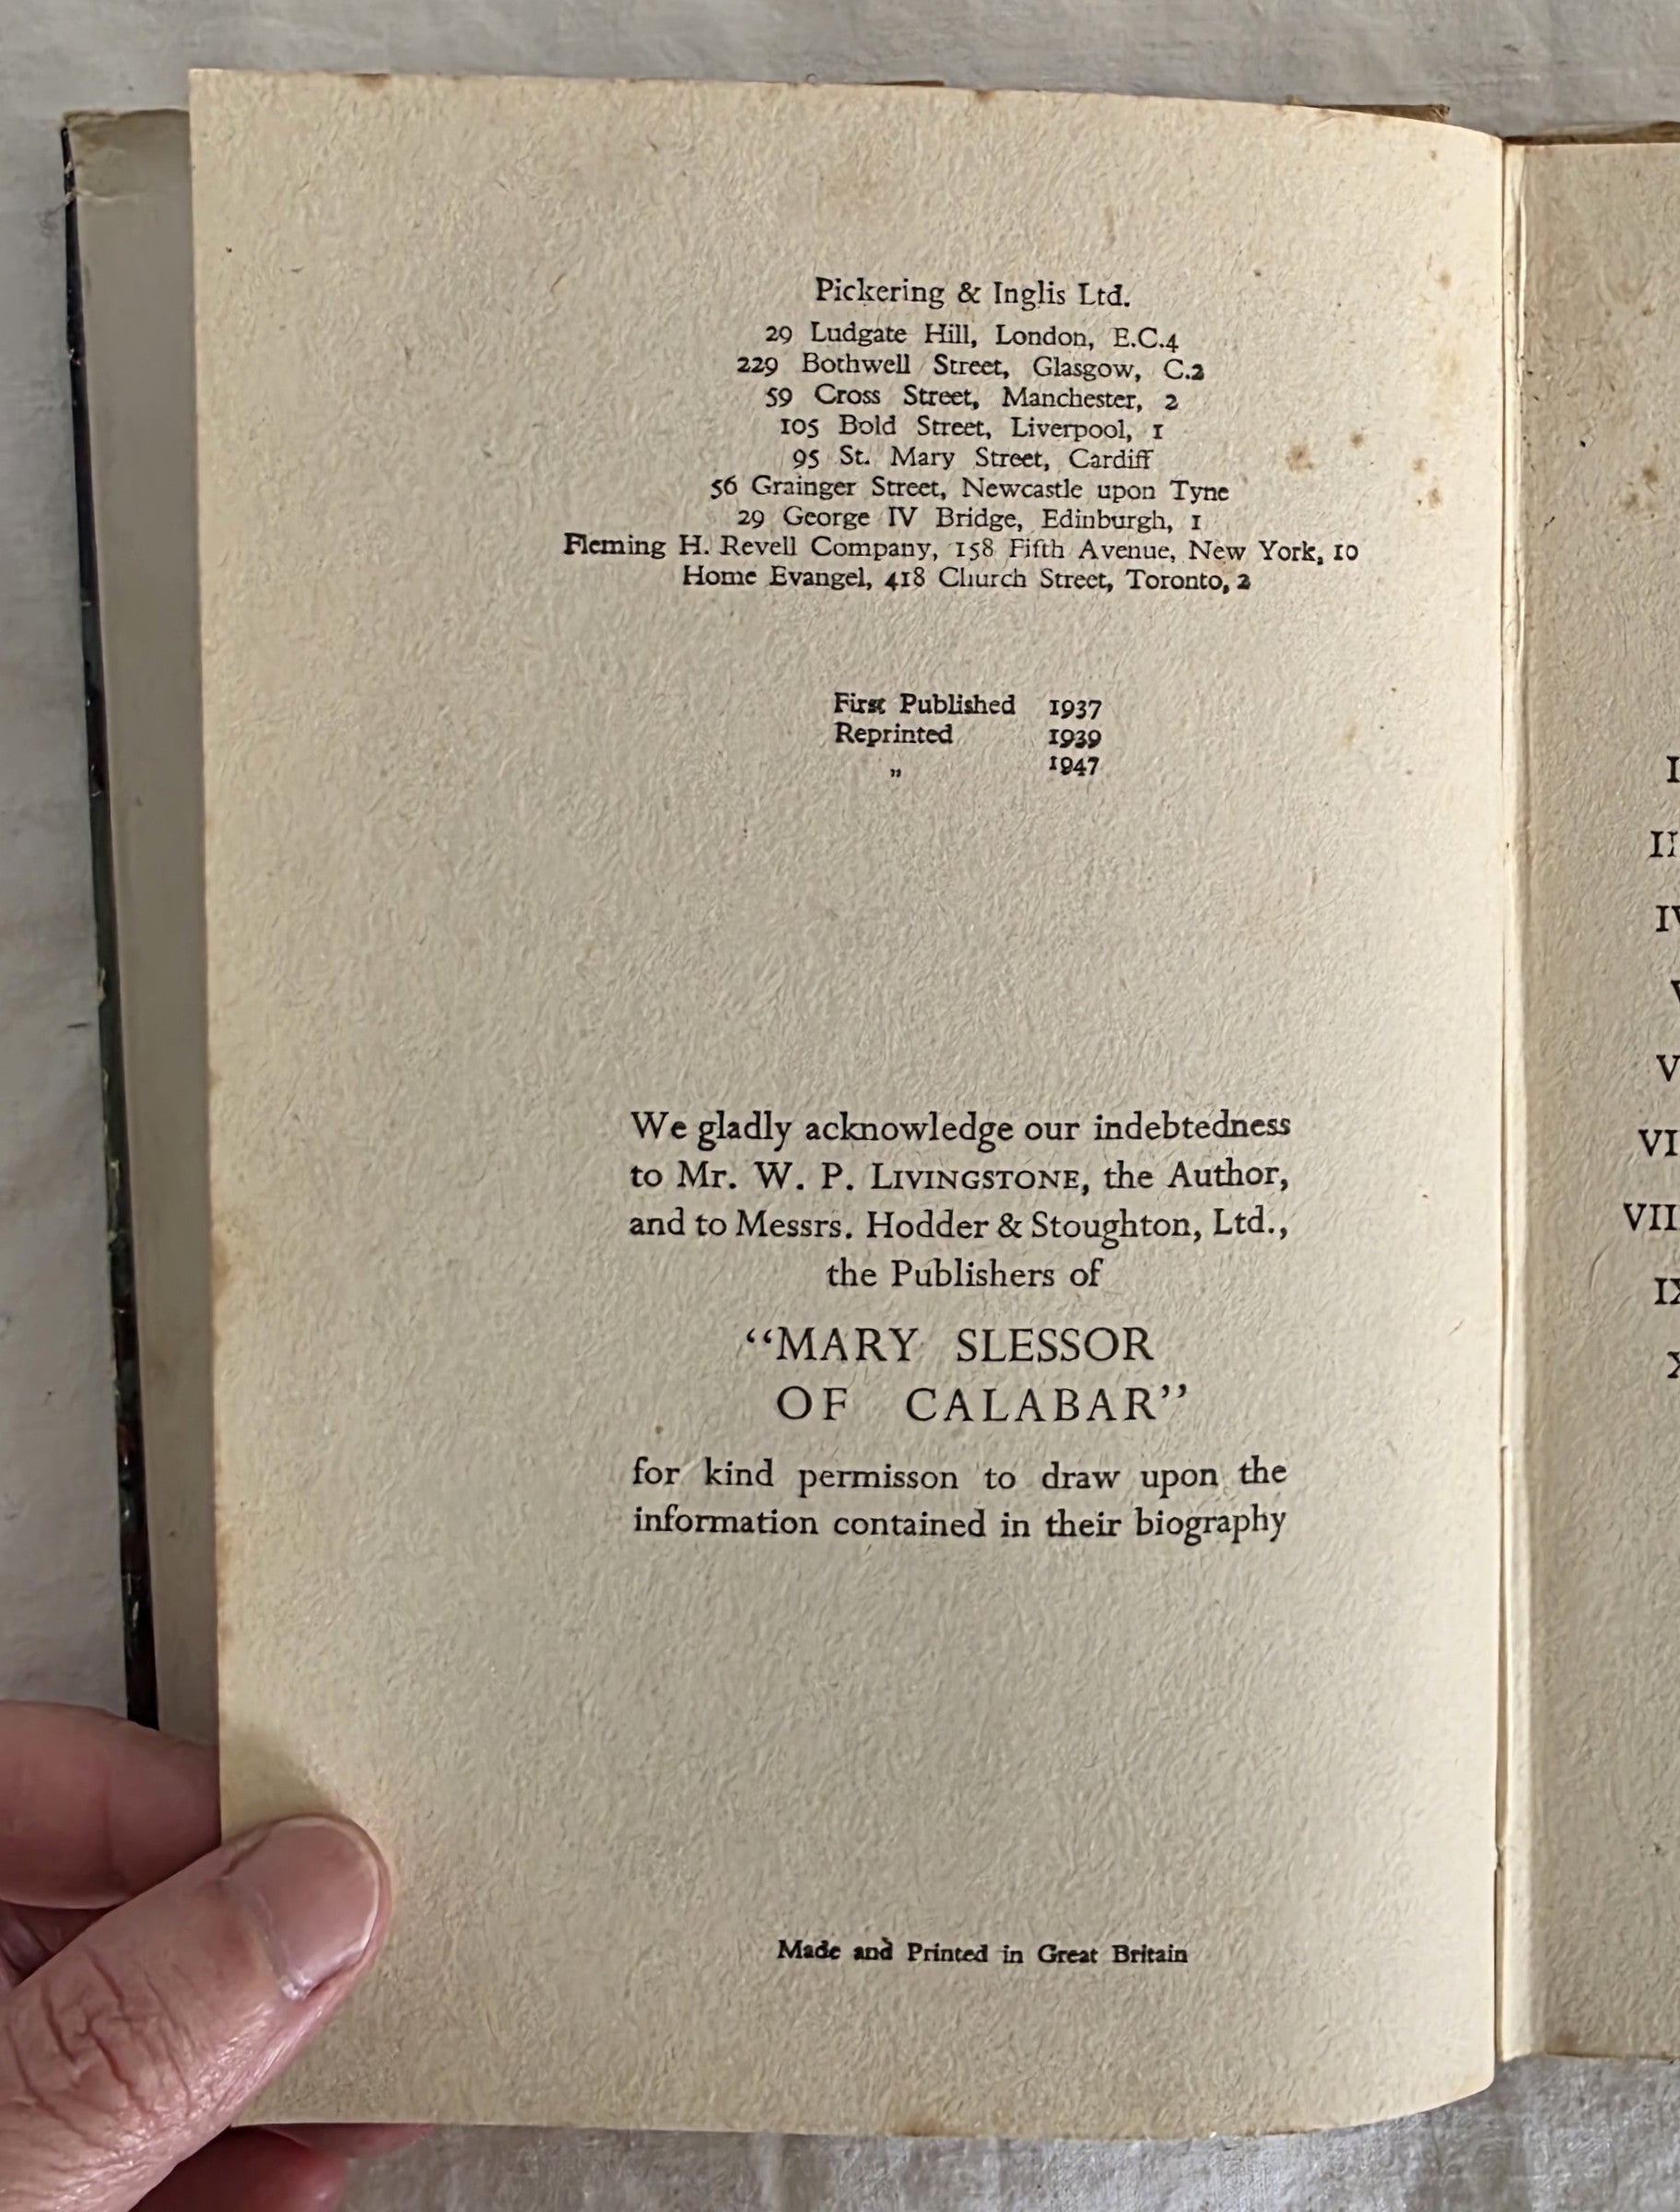 Pickering & Inglis Ltd.
29 Ludgate Hill, London, E.C.4
229 Bothwell Street, Glasgow, C.2
59 Cross Street, Manchester, 2
105 Bold Street, Liverpool, 1
95 St. Mary Street, Cardiff
56 Grainger Street, Newcastle upon Tyne
29 George IV Bridge, Edinburgh, 1
Fleming H. Revell Company, 158 Fifth Avenue, New York, 10
Home Evangel, 418 Church Street, Toronto, 2
First Published 1937
Reprinted 1939
„ 1947
We gladly acknowledge our indebtedness
to Mr. W. P. LIVINGSTONE, the Author,
and to Messrs. Hodder & Stoughton, Ltd.,
the Publishers of
“MARY SLESSOR
OF CALABAR”
for kind permisson to draw upon the
information contained in their biography
Made and Printed in Great Britain